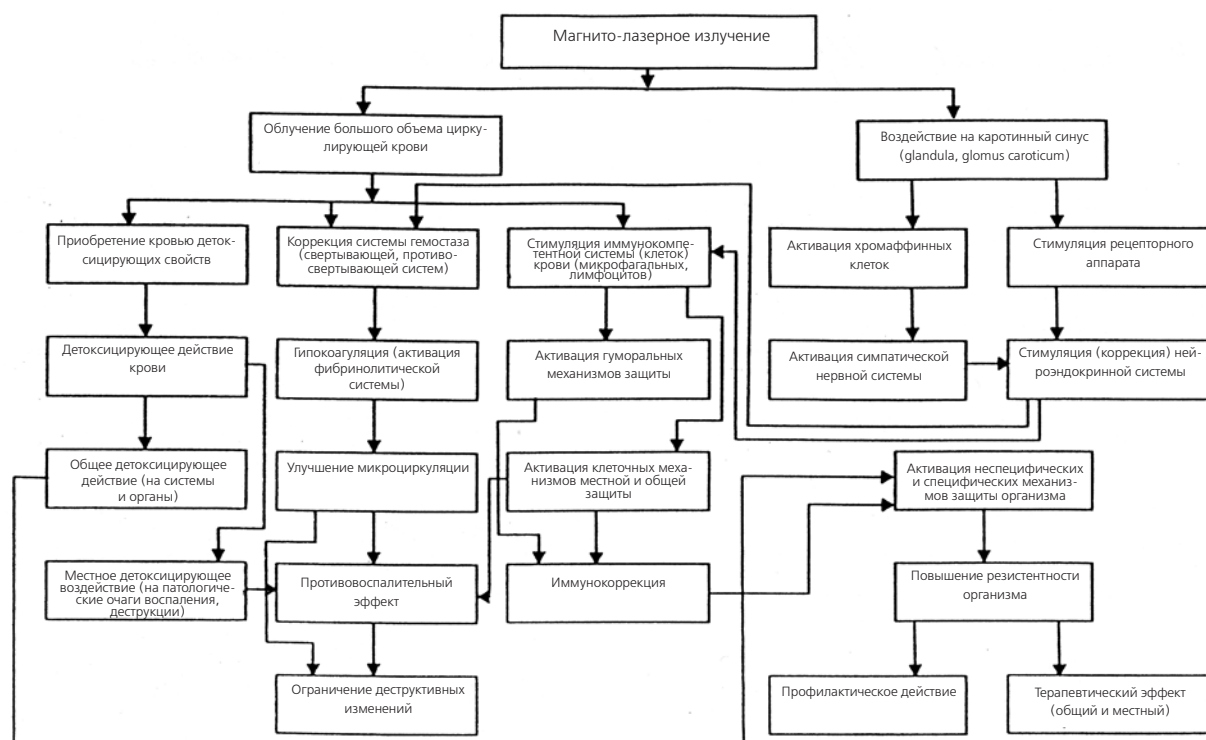 Магнито-лазерное излучение
Облучение большого объема цирку-
лирующей крови
Воздействие на каротинный синус
(glandula, glomus caroticum)
Приобретение кровью деток-
сицирующих свойств
Коррекция системы гемостаза
(свертывающей, противо-
свертывающей систем)
Стимуляция иммунокомпе-
тентной системы (клеток)
крови (микрофагальных,
лимфоцитов)
Активация хромаффинных
клеток
Стимуляция рецепторного
аппарата
Детоксицирующее действие
крови
Гипокоагуляция (активация
фибринолитической
системы)
Активация гуморальных
механизмов защиты
Активация симпатической
нервной системы
Стимуляция (коррекция) ней-
роэндокринной системы
Общее детоксицирующее
действие (на системы
и органы)
Улучшение микроциркуляции
Активация клеточных меха-
низмов местной и общей
защиты
Активация неспецифических
и специфических механиз-
мов защиты организма
Местное детоксицирующее
воздействие (на патологиче-
ские очаги воспаления,
деструкции)
Противовоспалительный
эффект
Иммунокоррекция
Повышение резистентности
организма
Ограничение деструктивных
изменений
Профилактическое действие
Терапевтический эффект
(общий и местный)